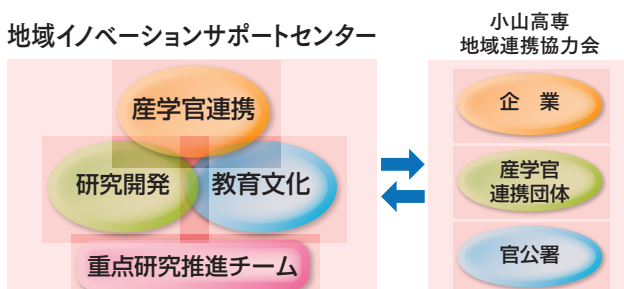 地域イノベーションサポートセンター
産学官連携
研究開発
教育文化
重点研究推進チーム
小山高専
地域連携協力会
企　業
産学官
連携団体
官公署